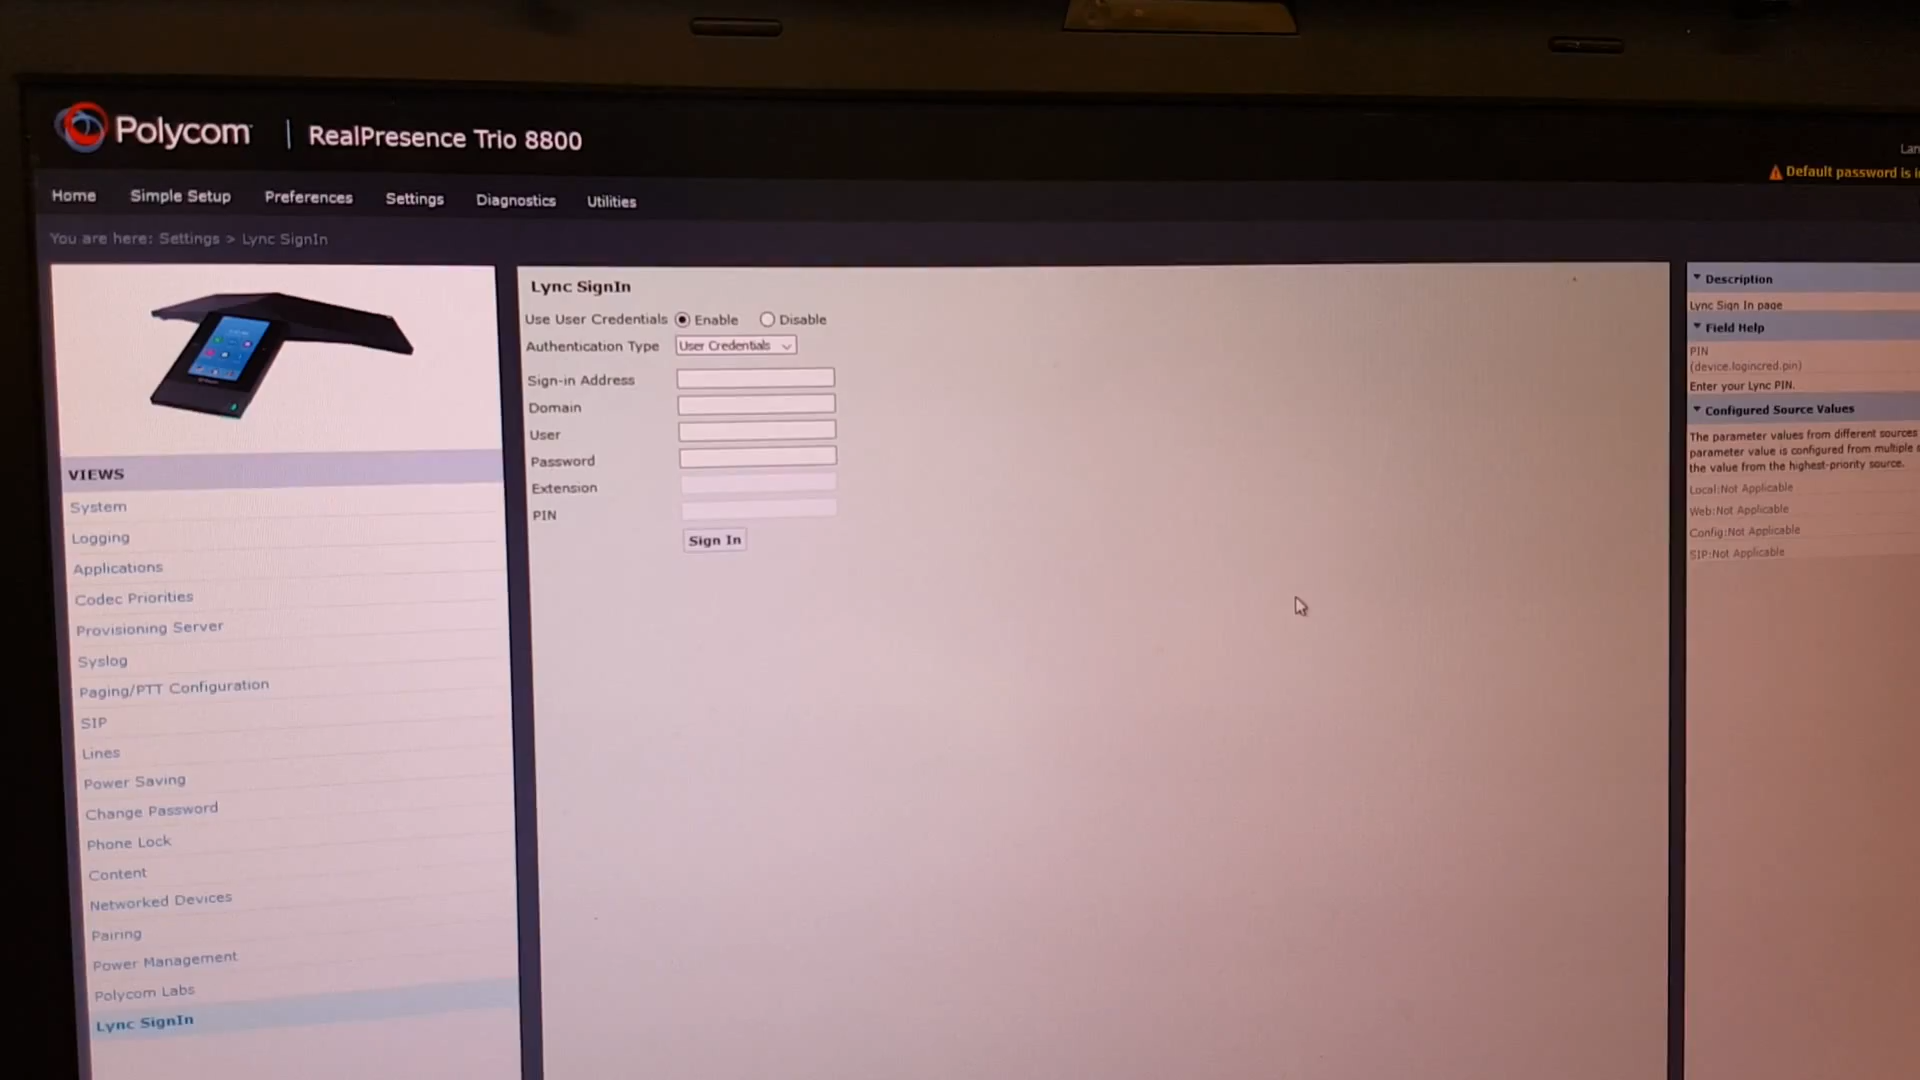 Polycom | RealPresence Trio 8800
Default password is
Home Simple Setup Preferences Settings Diagnostics Utilities
You are here: Settings > Lync SignIn
VIEWS
System
Logging
Applications
Codec Priorities
Provisioning Server
Syslog
Paging/PTT Configuration
SIP
Lines
Power Saving
Change Password
Phone Lock
Content
Networked Devices
Pairing
Power Management
Polycom Labs
Lync SignIn
Lync SignIn
Use User Credentials Enable Disable
Authentication Type User Credentials
Sign-in Address
Domain
User
Password
Extension
PIN
Sign In
Description
Lync Sign In page
Field Help
PIN
(device.logincred.pin)
Enter your Lync PIN.
Configured Source Values
The parameter values from different sources
parameter value is configured from multiple
the value from the highest-priority source.
Local:Not Applicable
Web:Not Applicable
Config:Not Applicable
SIP:Not Applicable